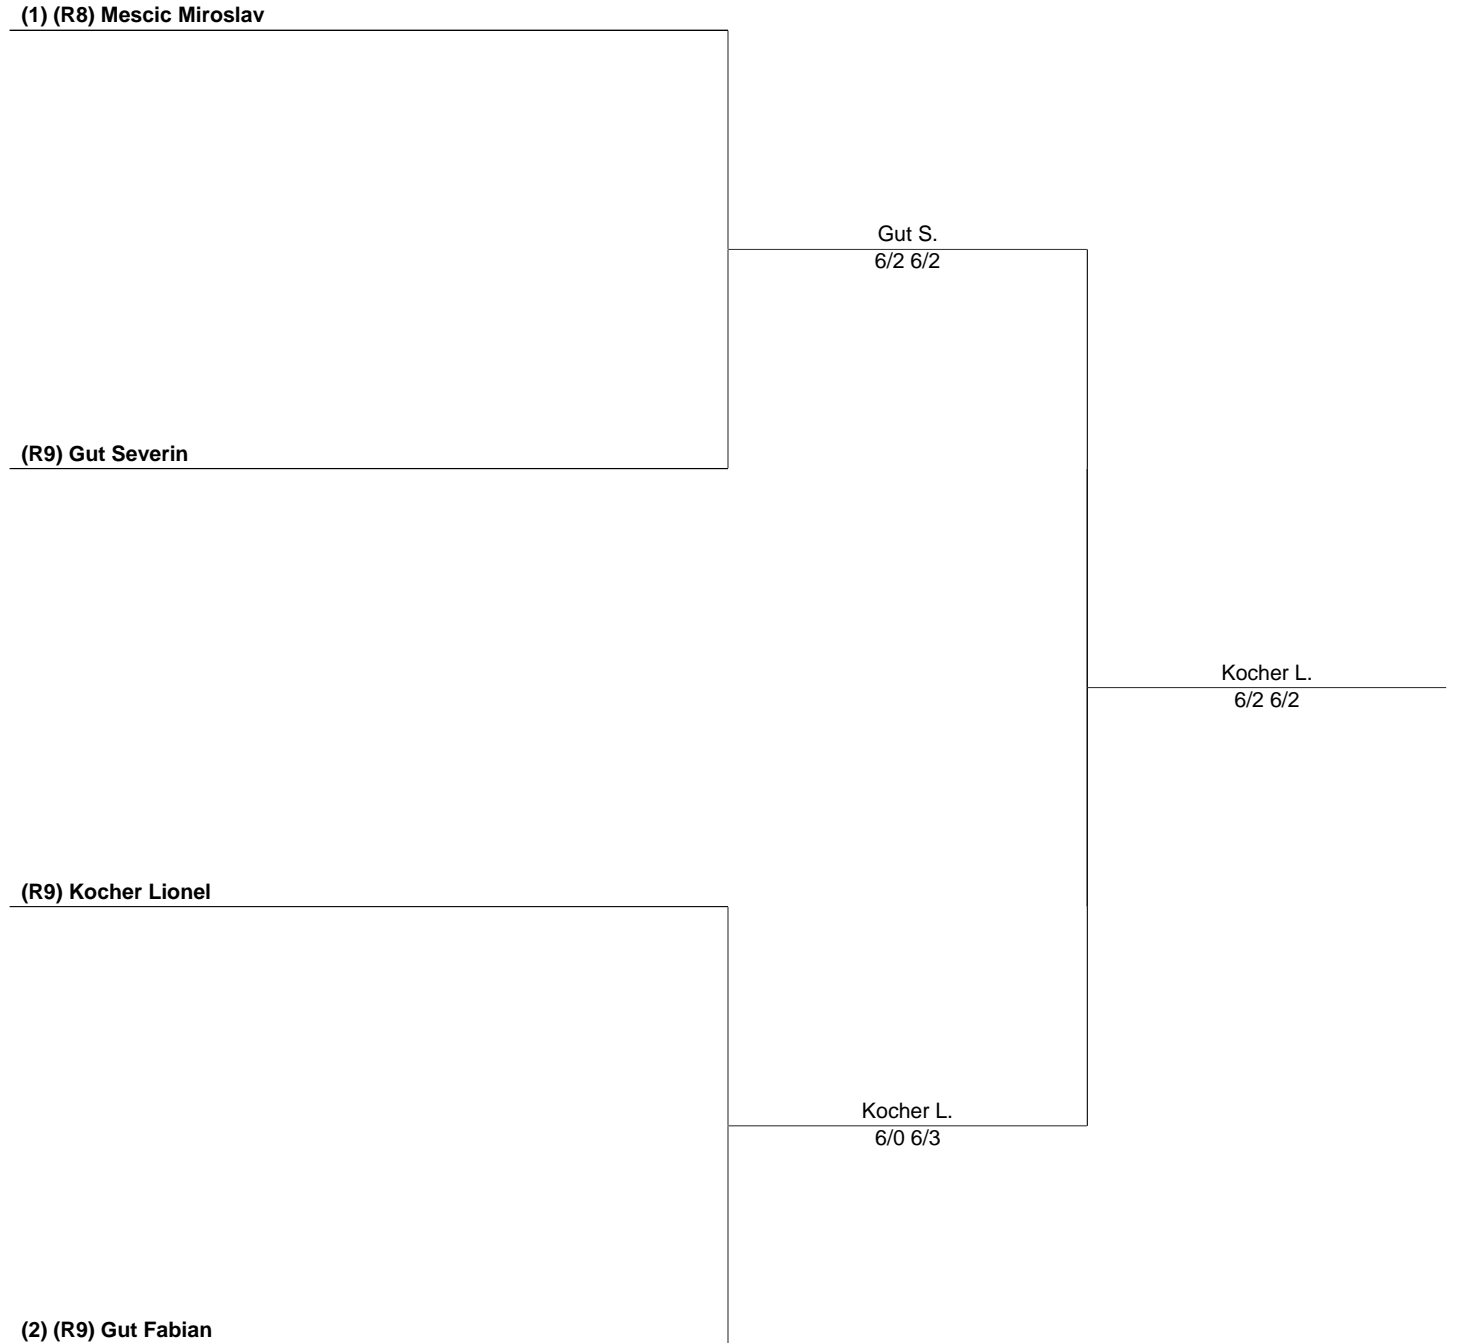 (1) (R8) Mescic Miroslav
Gut S.
6/2 6/2
(R9) Gut Severin
Kocher L.
6/2 6/2
(R9) Kocher Lionel
Kocher L.
6/0 6/3
(2) (R9) Gut Fabian